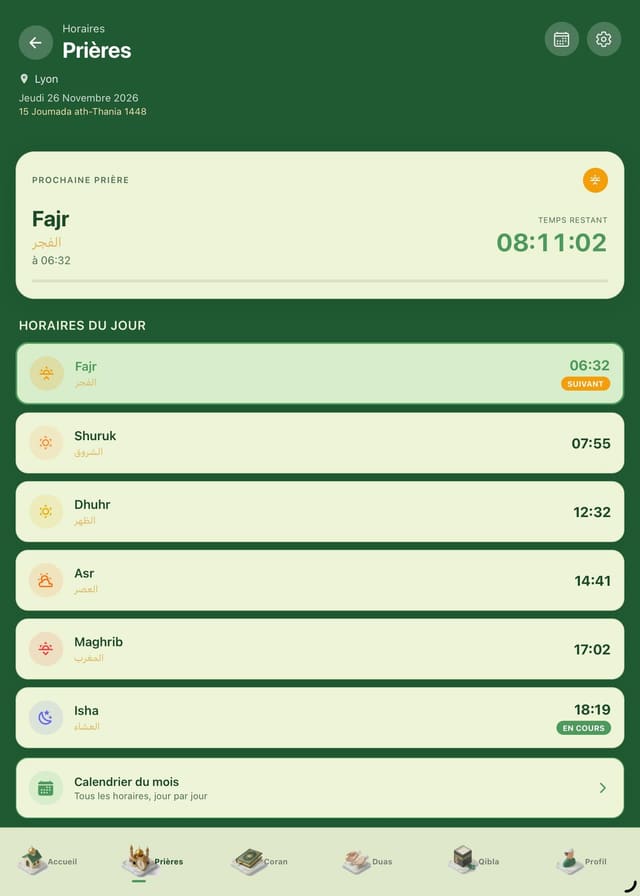 Horaires
Prières
Lyon
Jeudi 26 Novembre 2026
15 Joumada ath-Thania 1448
PROCHAINE PRIÈRE
Fajr
الفجر
à 06:32
TEMPS RESTANT
08:11:02
HORAIRES DU JOUR
Fajr
الفجر
06:32
SUIVANT
Shuruk
الشروق
07:55
Dhuhr
الظهر
12:32
Asr
العصر
14:41
Maghrib
المغرب
17:02
Isha
العشاء
18:19
EN COURS
Calendrier du mois
Tous les horaires, jour par jour
Accueil
Prières
Coran
Duas
Qibla
Profil